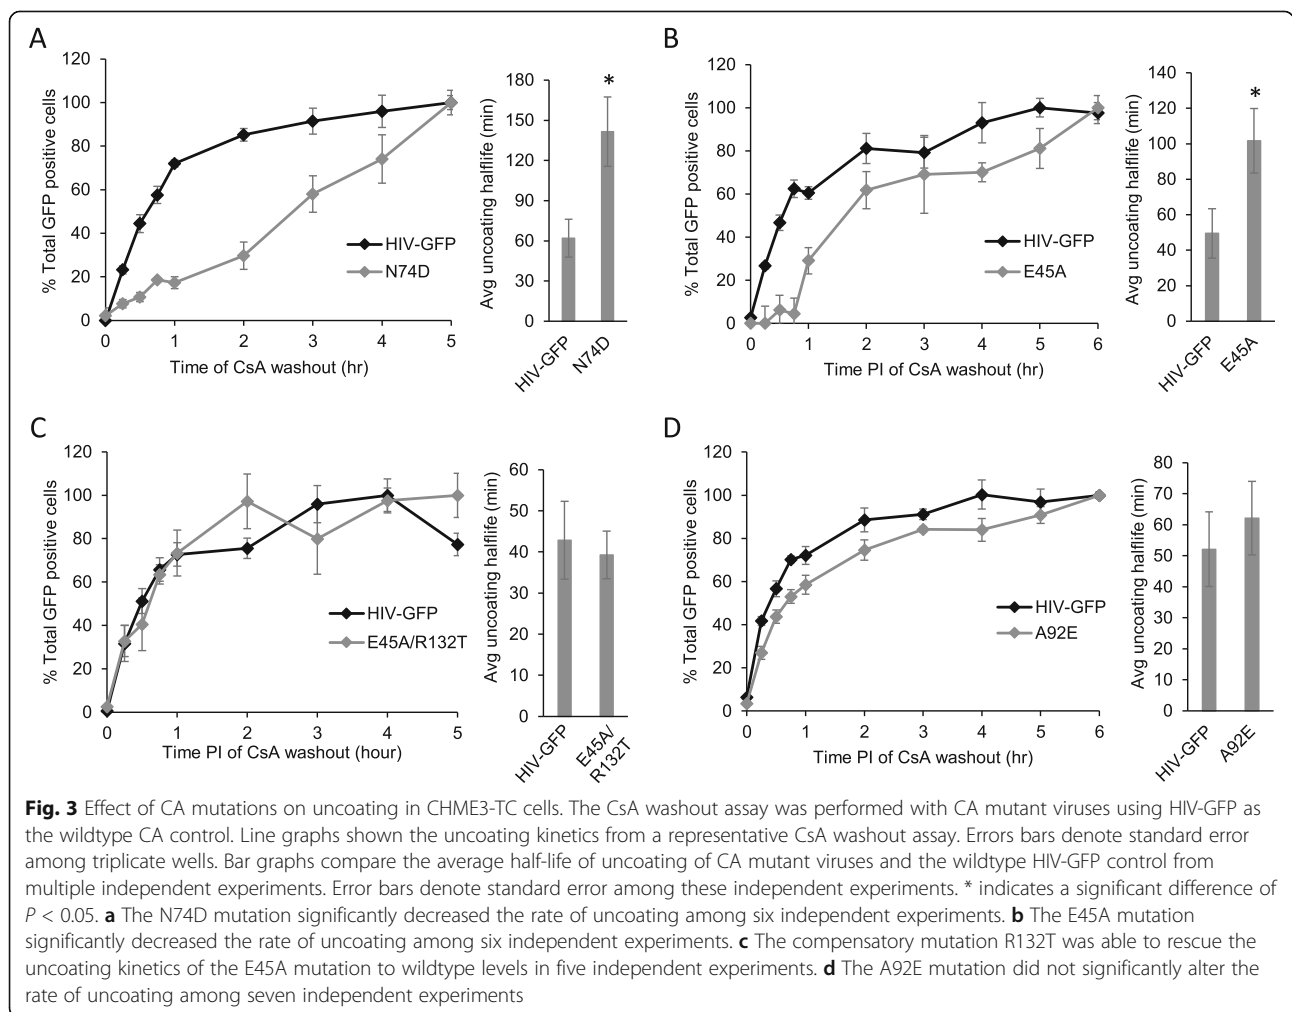 A
120
100
80
60
40
20
0
% Total GFP positive cells
0 1 2 3 4 5
Time of CsA washout (hr)
HIV-GFP
N74D
180
150
120
90
60
30
0
Avg uncoating halflife (min)
*
HIV-GFP
N74D
B
120
100
80
60
40
20
0
% Total GFP positive cells
0 1 2 3 4 5 6
Time PI of CsA washout (hr)
HIV-GFP
E45A
140
120
100
80
60
40
20
0
Avg uncoating halflife (min)
*
HIV-GFP
E45A
C
120
100
80
60
40
20
0
% Total GFP positive cells
0 1 2 3 4 5
Time PI of CsA washout (hour)
HIV-GFP
E45A/R132T
60
50
40
30
20
10
0
Avg uncoating halflife (min)
HIV-GFP
E45A/
R132T
D
120
100
80
60
40
20
0
% Total GFP positive cells
0 1 2 3 4 5 6
Time PI of CsA washout (hr)
HIV-GFP
A92E
80
70
60
50
40
30
20
10
0
Avg uncoating halflife (min)
HIV-GFP
A92E
Fig. 3 Effect of CA mutations on uncoating in CHME3-TC cells. The CsA washout assay was performed with CA mutant viruses using HIV-GFP as
the wildtype CA control. Line graphs shown the uncoating kinetics from a representative CsA washout assay. Errors bars denote standard error
among triplicate wells. Bar graphs compare the average half-life of uncoating of CA mutant viruses and the wildtype HIV-GFP control from
multiple independent experiments. Error bars denote standard error among these independent experiments. * indicates a significant difference of
P < 0.05. a The N74D mutation significantly decreased the rate of uncoating among six independent experiments. b The E45A mutation
significantly decreased the rate of uncoating among six independent experiments. c The compensatory mutation R132T was able to rescue the
uncoating kinetics of the E45A mutation to wildtype levels in five independent experiments. d The A92E mutation did not significantly alter the
rate of uncoating among seven independent experiments